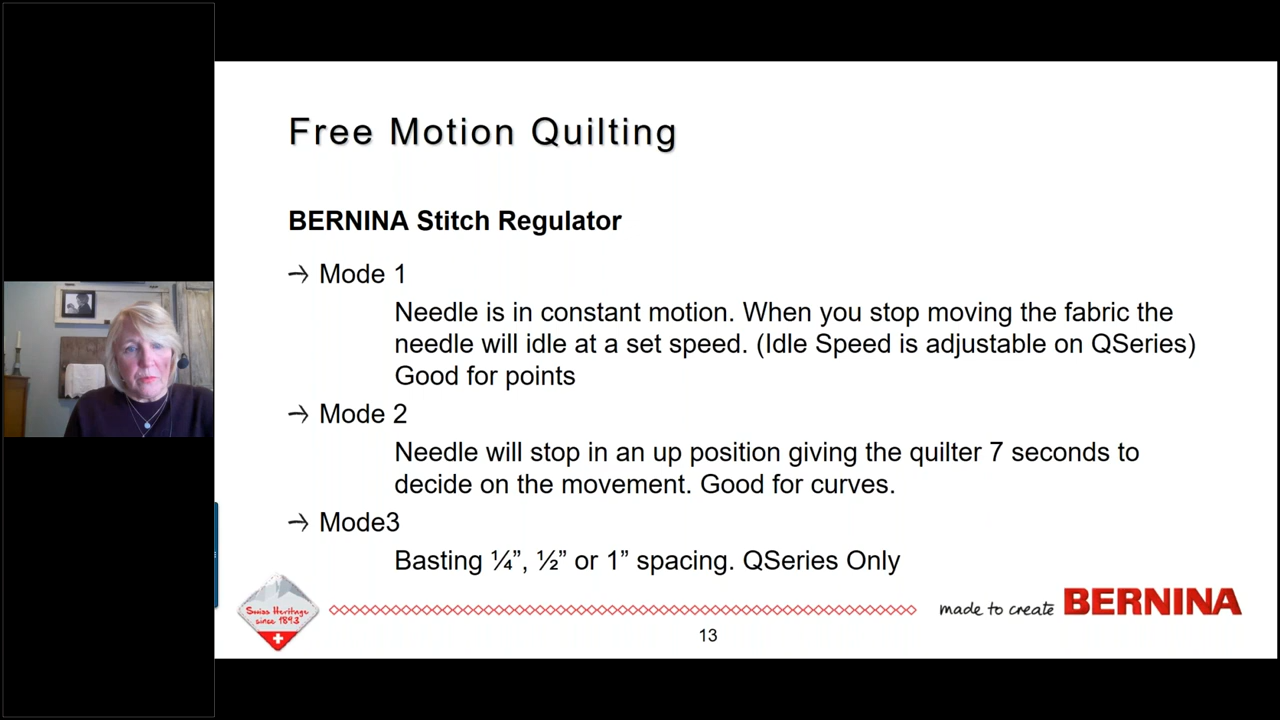 Free Motion Quilting
BERNINA Stitch Regulator
→ Mode 1
Needle is in constant motion. When you stop moving the fabric the
needle will idle at a set speed. (Idle Speed is adjustable on QSeries)
Good for points
→ Mode 2
Needle will stop in an up position giving the quilter 7 seconds to
decide on the movement. Good for curves.
→ Mode3
Basting ¼”, ½” or 1” spacing. QSeries Only
Swiss Heritage
since 1893
made to create BERNINA
13